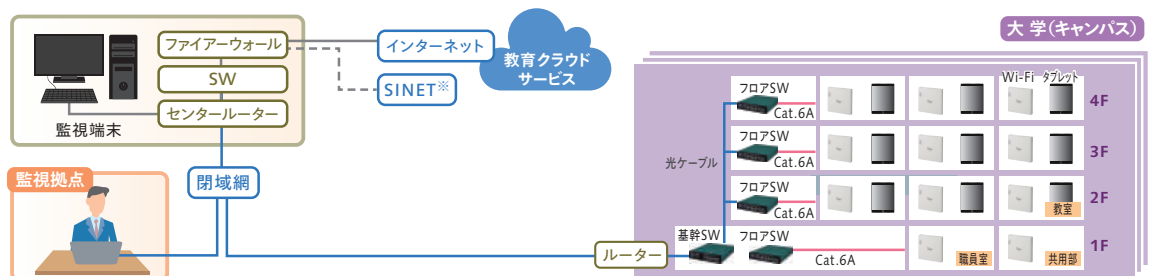 ファイアーウォール
SW
センタールーター
監視端末
インターネット
SINET※
教育クラウド
サービス
監視拠点
閉域網
ルーター
大学(キャンパス)
光ケーブル
フロアSW
Cat.6A
Wi-Fi タブレット
4F
フロアSW
Cat.6A
3F
フロアSW
Cat.6A
教室
2F
基幹SW
フロアSW
Cat.6A
職員室
共用部
1F